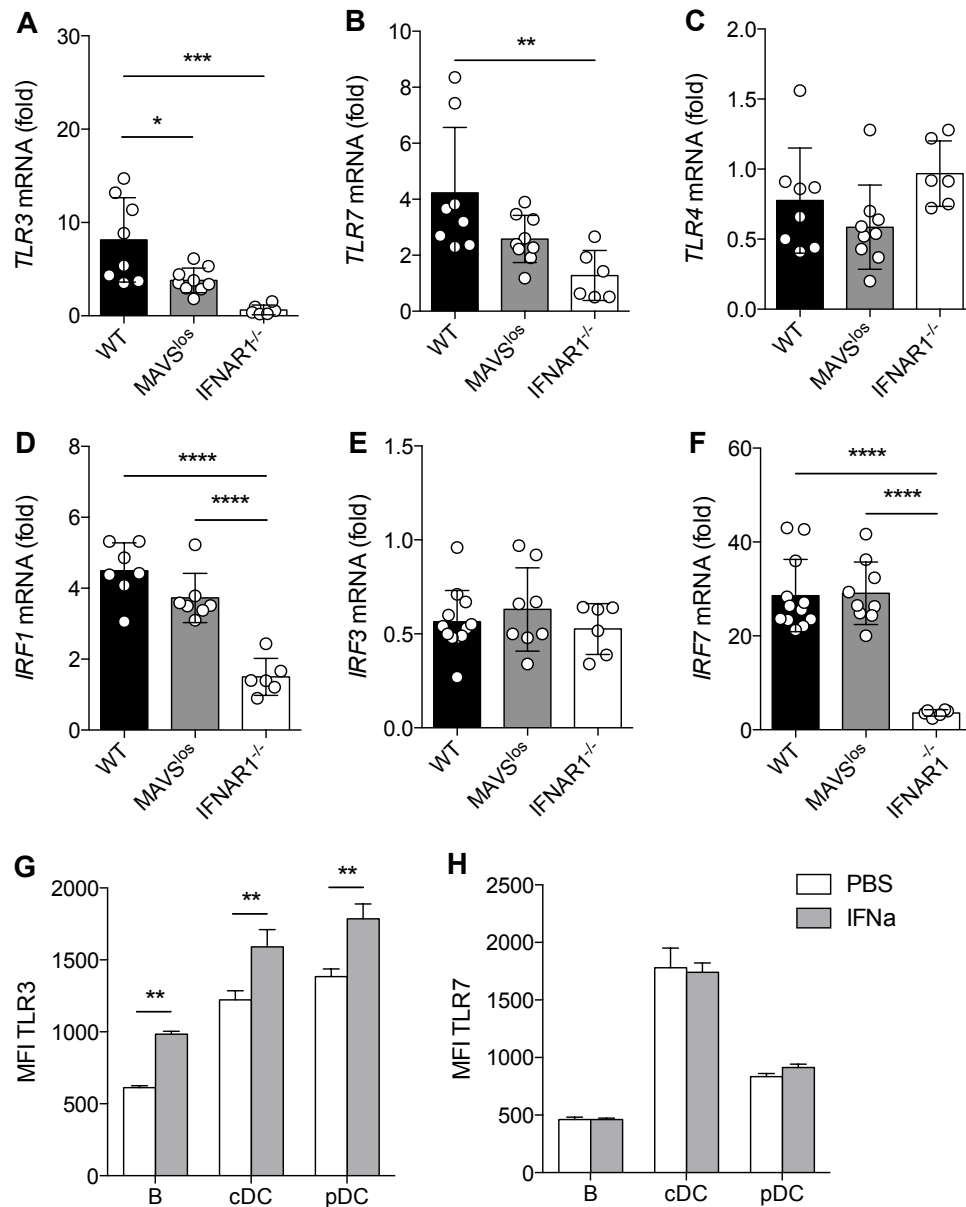 A
TLR3 mRNA (fold)
30
20
10
0
***
*
WT
MAVSlos
IFNAR1-/-
B
TLR7 mRNA (fold)
10
8
6
4
2
0
**
WT
MAVSlos
IFNAR1-/-
C
TLR4 mRNA (fold)
2.0
1.5
1.0
0.5
0.0
WT
MAVSlos
IFNAR1-/-
D
IRF1 mRNA (fold)
8
6
4
2
0
****
****
WT
MAVSlos
IFNAR1-/-
E
IRF3 mRNA (fold)
1.5
1.0
0.5
0.0
WT
MAVSlos
IFNAR1-/-
F
IRF7 mRNA (fold)
60
40
20
0
****
****
WT
MAVSlos
-/-
IFNAR1
G
MFI TLR3
2000
1500
1000
500
0
**
**
**
B
cDC
pDC
H
MFI TLR7
2500
2000
1500
1000
500
0
B
cDC
pDC
PBS
IFNa